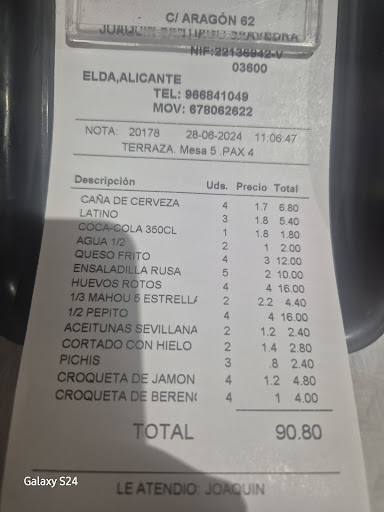 C/ ARAGÓN 62
JOAQUIN
NIF:22136942-V
03600
ELDA,ALICANTE
TEL: 966841049
MOV: 678062622
NOTA: 20178 28-06-2024 11:06:47
TERRAZA. Mesa 5 .PAX 4
Descripción Uds. Precio Total
CAÑA DE CERVEZA 4 1.7 6.80
LATINO 3 1.8 5.40
COCA-COLA 350CL 1 1.8 1.80
AGUA 1/2 2 1 2.00
QUESO FRITO 4 3 12.00
ENSALADILLA RUSA 5 2 10.00
HUEVOS ROTOS 4 4 16.00
1/3 MAHOU 5 ESTRELLA 2 2.2 4.40
1/2 PEPITO 4 4 16.00
ACEITUNAS SEVILLANA 2 1.2 2.40
CORTADO CON HIELO 2 1.4 2.80
PICHIS 3 .8 2.40
CROQUETA DE JAMON 4 1.2 4.80
CROQUETA DE BEREN 4 1 4.00
TOTAL 90.80
LE ATENDIO: JOAQUIN
Galaxy S24